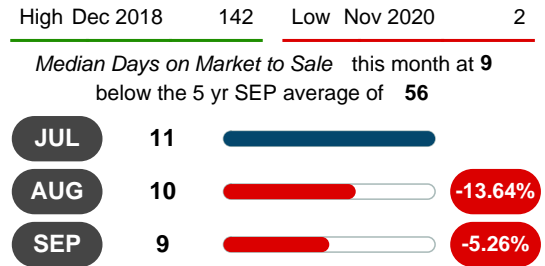 High Dec 2018 142 Low Nov 2020 2
Median Days on Market to Sale this month at 9
below the 5 yr SEP average of 56
JUL 11
AUG 10 -13.64%
SEP 9 -5.26%